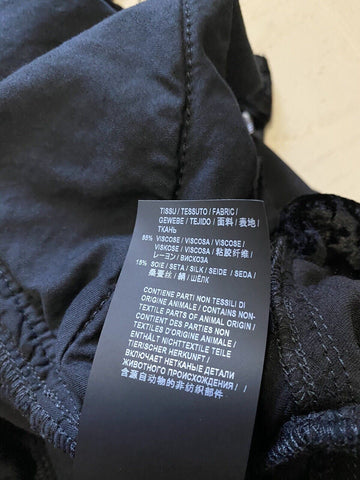 TISSU / TESSUTO / FABRIC /
GEWEBE / TEJIDO / 面料 / 表地 /
ТКАНЬ
85% VISCOSE / VISCOSA / VISCOSE /
VISKOSE / VISCOSA / 粘胶纤维 /
レーヨン / ВИСКОЗА
15% SOIE / SETA / SILK / SEIDE / SEDA /
桑蚕丝 / 絹 / ШЁЛК
CONTIENE PARTI NON TESSILI DI
ORIGINE ANIMALE / CONTAINS NON-
TEXTILE PARTS OF ANIMAL ORIGIN /
CONTIENT DES PARTIES NON-
TEXTILES D'ORIGINE ANIMALE /
ENTHÄLT NICHTTEXTILE TEILE
TIERISCHER HERKUNFT /
ВКЛЮЧАЕТ НЕТКАНЫЕ ДЕТАЛИ
ЖИВОТНОГО ПРОИСХОЖДЕНИЯ /
含源自动物的非纺织部件